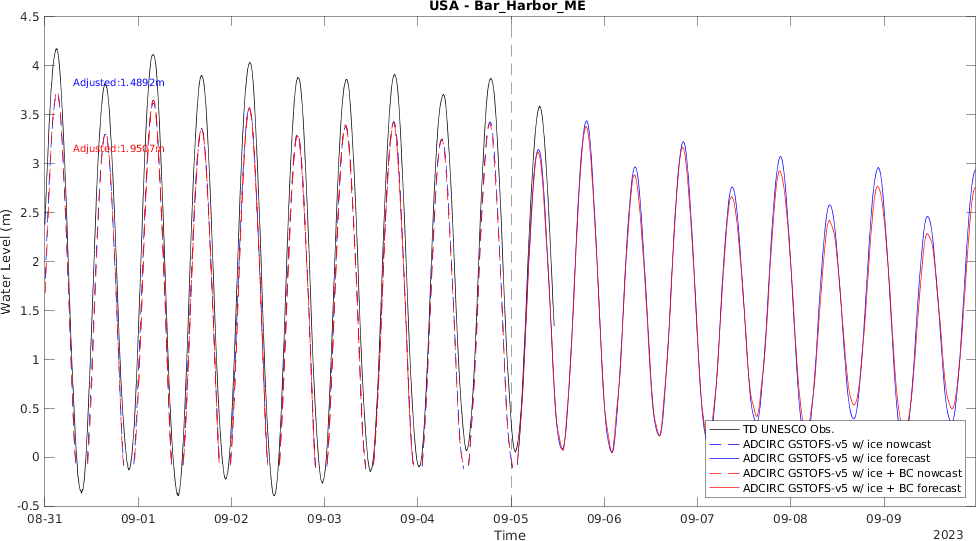 USA - Bar_Harbor_ME
4.5
4
3.5
3
2.5
2
1.5
1
0.5
0
-0.5
Water Level (m)
Adjusted:1.4892m
Adjusted:1.9507m
TD UNESCO Obs.
ADCIRC GSTOFS-v5 w/ ice nowcast
ADCIRC GSTOFS-v5 w/ ice forecast
ADCIRC GSTOFS-v5 w/ ice + BC nowcast
ADCIRC GSTOFS-v5 w/ ice + BC forecast
08-31 09-01 09-02 09-03 09-04 09-05 09-06 09-07 09-08 09-09
Time
2023